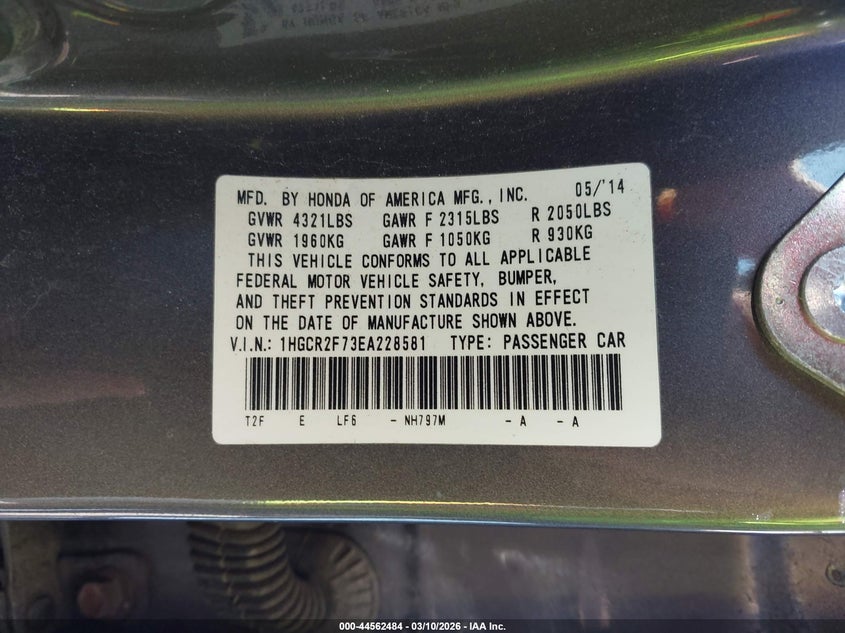 MFD. BY HONDA OF AMERICA MFG., INC. 05/'14
GVWR 4321LBS GAWR F 2315LBS R 2050LBS
GVWR 1960KG GAWR F 1050KG R 930KG
THIS VEHICLE CONFORMS TO ALL APPLICABLE
FEDERAL MOTOR VEHICLE SAFETY, BUMPER,
AND THEFT PREVENTION STANDARDS IN EFFECT
ON THE DATE OF MANUFACTURE SHOWN ABOVE.
V.I.N.: 1HGCR2F73EA228581 TYPE: PASSENGER CAR
T2F E LF6 - NH797M - A - A
000-44562484 | 03/10/2026 | IAA Inc.